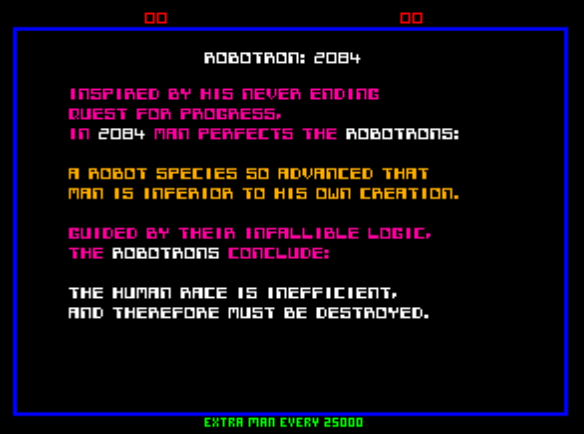 00 00
ROBOTRON: 2084
INSPIRED BY HIS NEVER ENDING
QUEST FOR PROGRESS,
IN 2084 MAN PERFECTS THE ROBOTRONS:
A ROBOT SPECIES SO ADVANCED THAT
MAN IS INFERIOR TO HIS OWN CREATION.
GUIDED BY THEIR INFALLIBLE LOGIC,
THE ROBOTRONS CONCLUDE:
THE HUMAN RACE IS INEFFICIENT,
AND THEREFORE MUST BE DESTROYED.
EXTRA MAN EVERY 25000